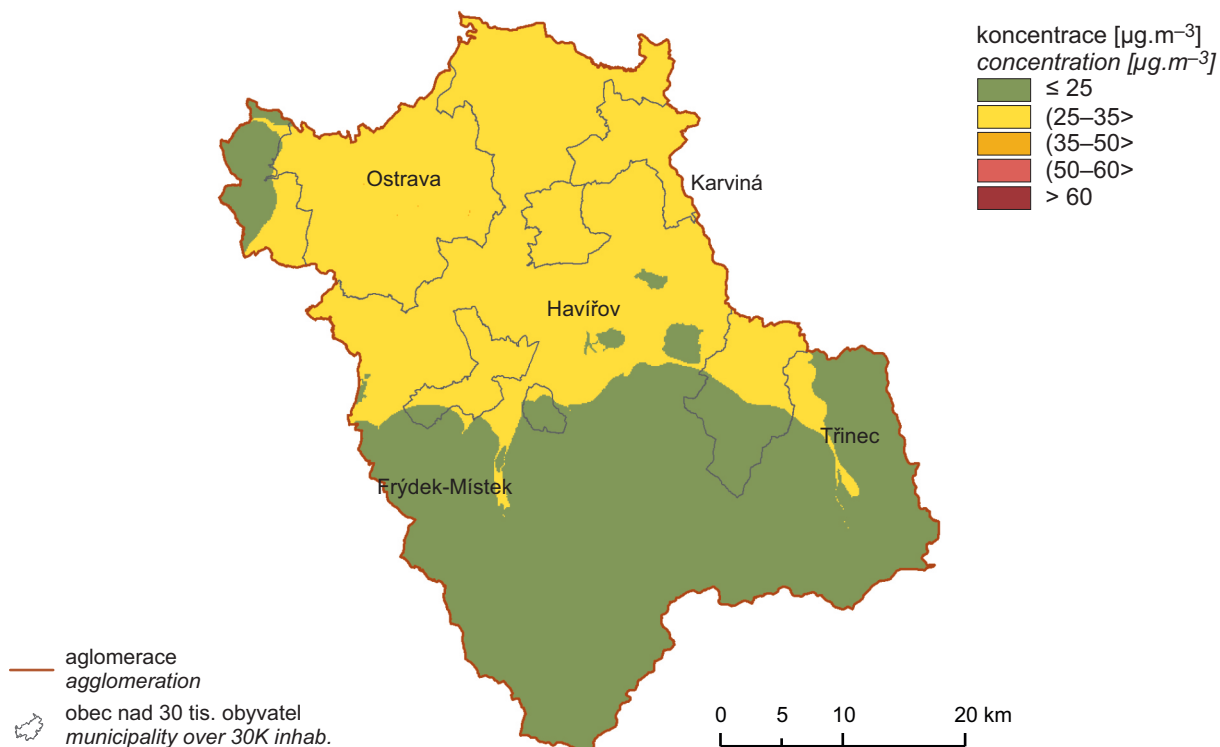 koncentrace [µg.m–3]
concentration [µg.m–3]
≤ 25
(25–35>
(35–50>
(50–60>
> 60
Ostrava
Karviná
Havířov
Třinec
Frýdek-Místek
aglomerace
agglomeration
obec nad 30 tis. obyvatel
municipality over 30K inhab.
0 5 10 20 km